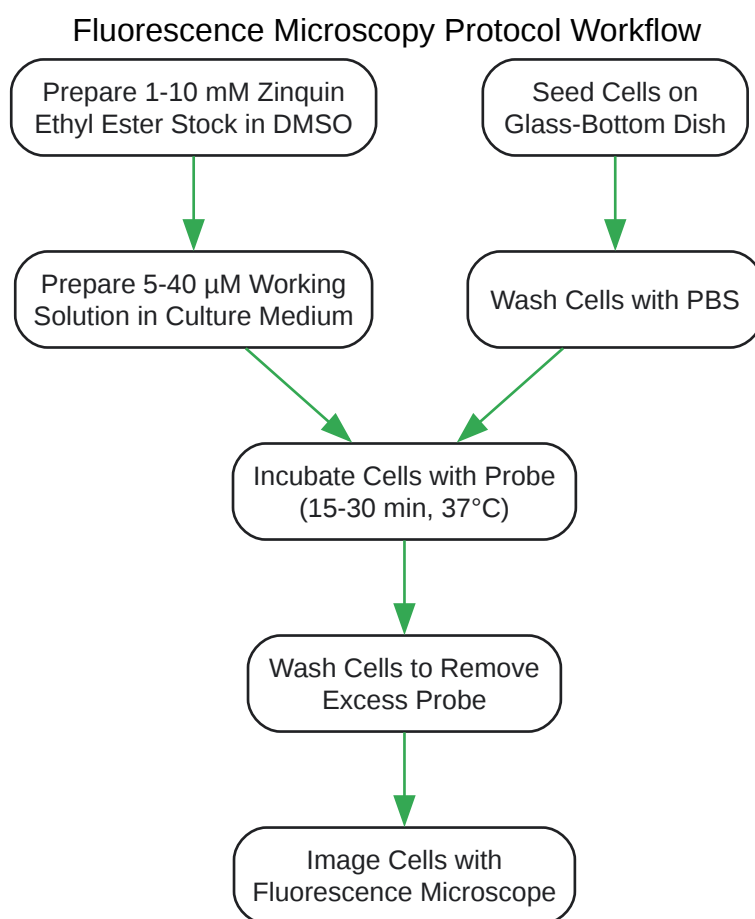 Fluorescence Microscopy Protocol Workflow
Prepare 1-10 mM Zinquin
Ethyl Ester Stock in DMSO
Seed Cells on
Glass-Bottom Dish
Prepare 5-40 µM Working
Solution in Culture Medium
Wash Cells with PBS
Incubate Cells with Probe
(15-30 min, 37°C)
Wash Cells to Remove
Excess Probe
Image Cells with
Fluorescence Microscope